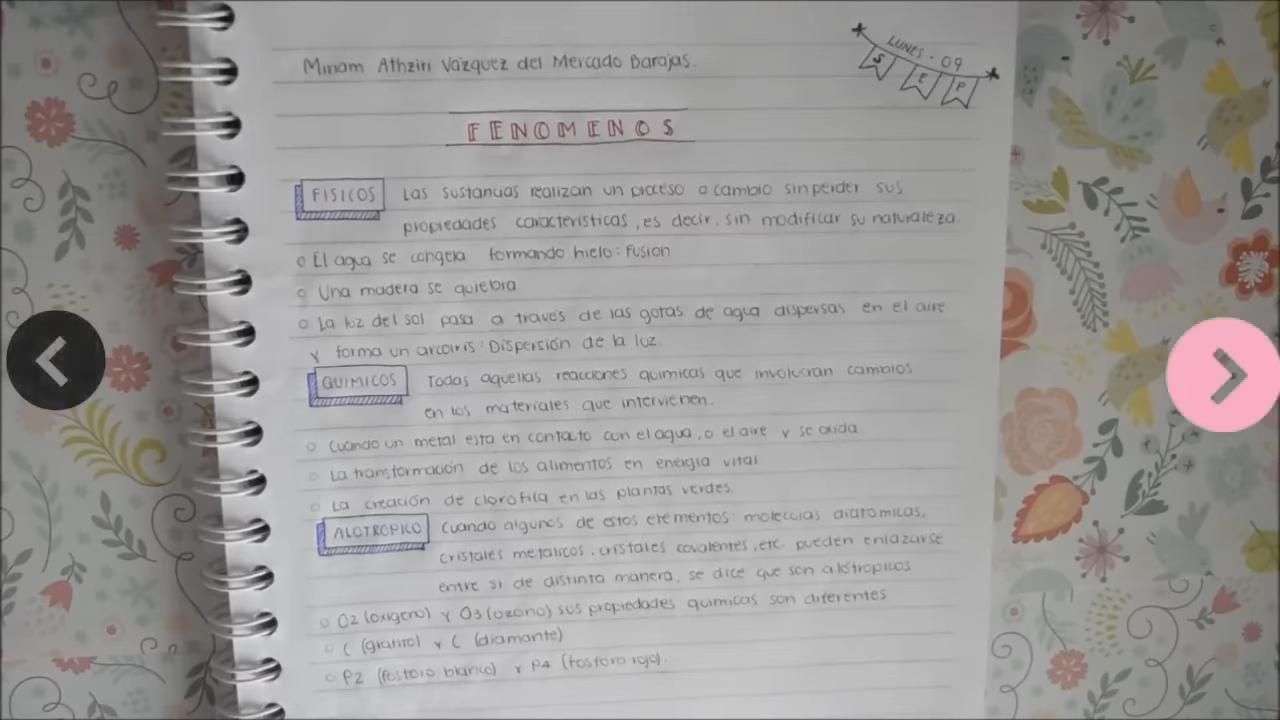 Miriam Athziri Vazquez del Mercado Barajas.
LUNES - 09
SEP
FENOMENOS
FISICOS Las sustancias realizan un proceso o cambio sin perder sus
propiedades caracteristicas, es decir, sin modificar su naturaleza.
El agua se congela formando hielo: Fusion
Una madera se quiebra
La luz del sol pasa a través de las gotas de agua dispersas en el aire
y forma un arcoiris: Dispersión de la luz.
QUIMICOS Todas aquellas reacciones quimicas que involucran cambios
en los materiales que intervienen.
Cuando un metal esta en contacto con el agua, o el aire y se oxida.
La transformación de los alimentos en energia vital
La creación de clorofila en las plantas verdes.
ALOTROPICO Cuando algunos de estos elementos: moleculas diatomicas,
cristales metalicos, cristales covalentes, etc. pueden enlazarse
entre si de distinta manera, se dice que son alótropicos
O2 (oxigeno) y O3 (ozono) sus propiedades quimicas son diferentes
C (grafito) y C (diamante)
P2 (fosforo blanco) y P4 (fosforo rojo).